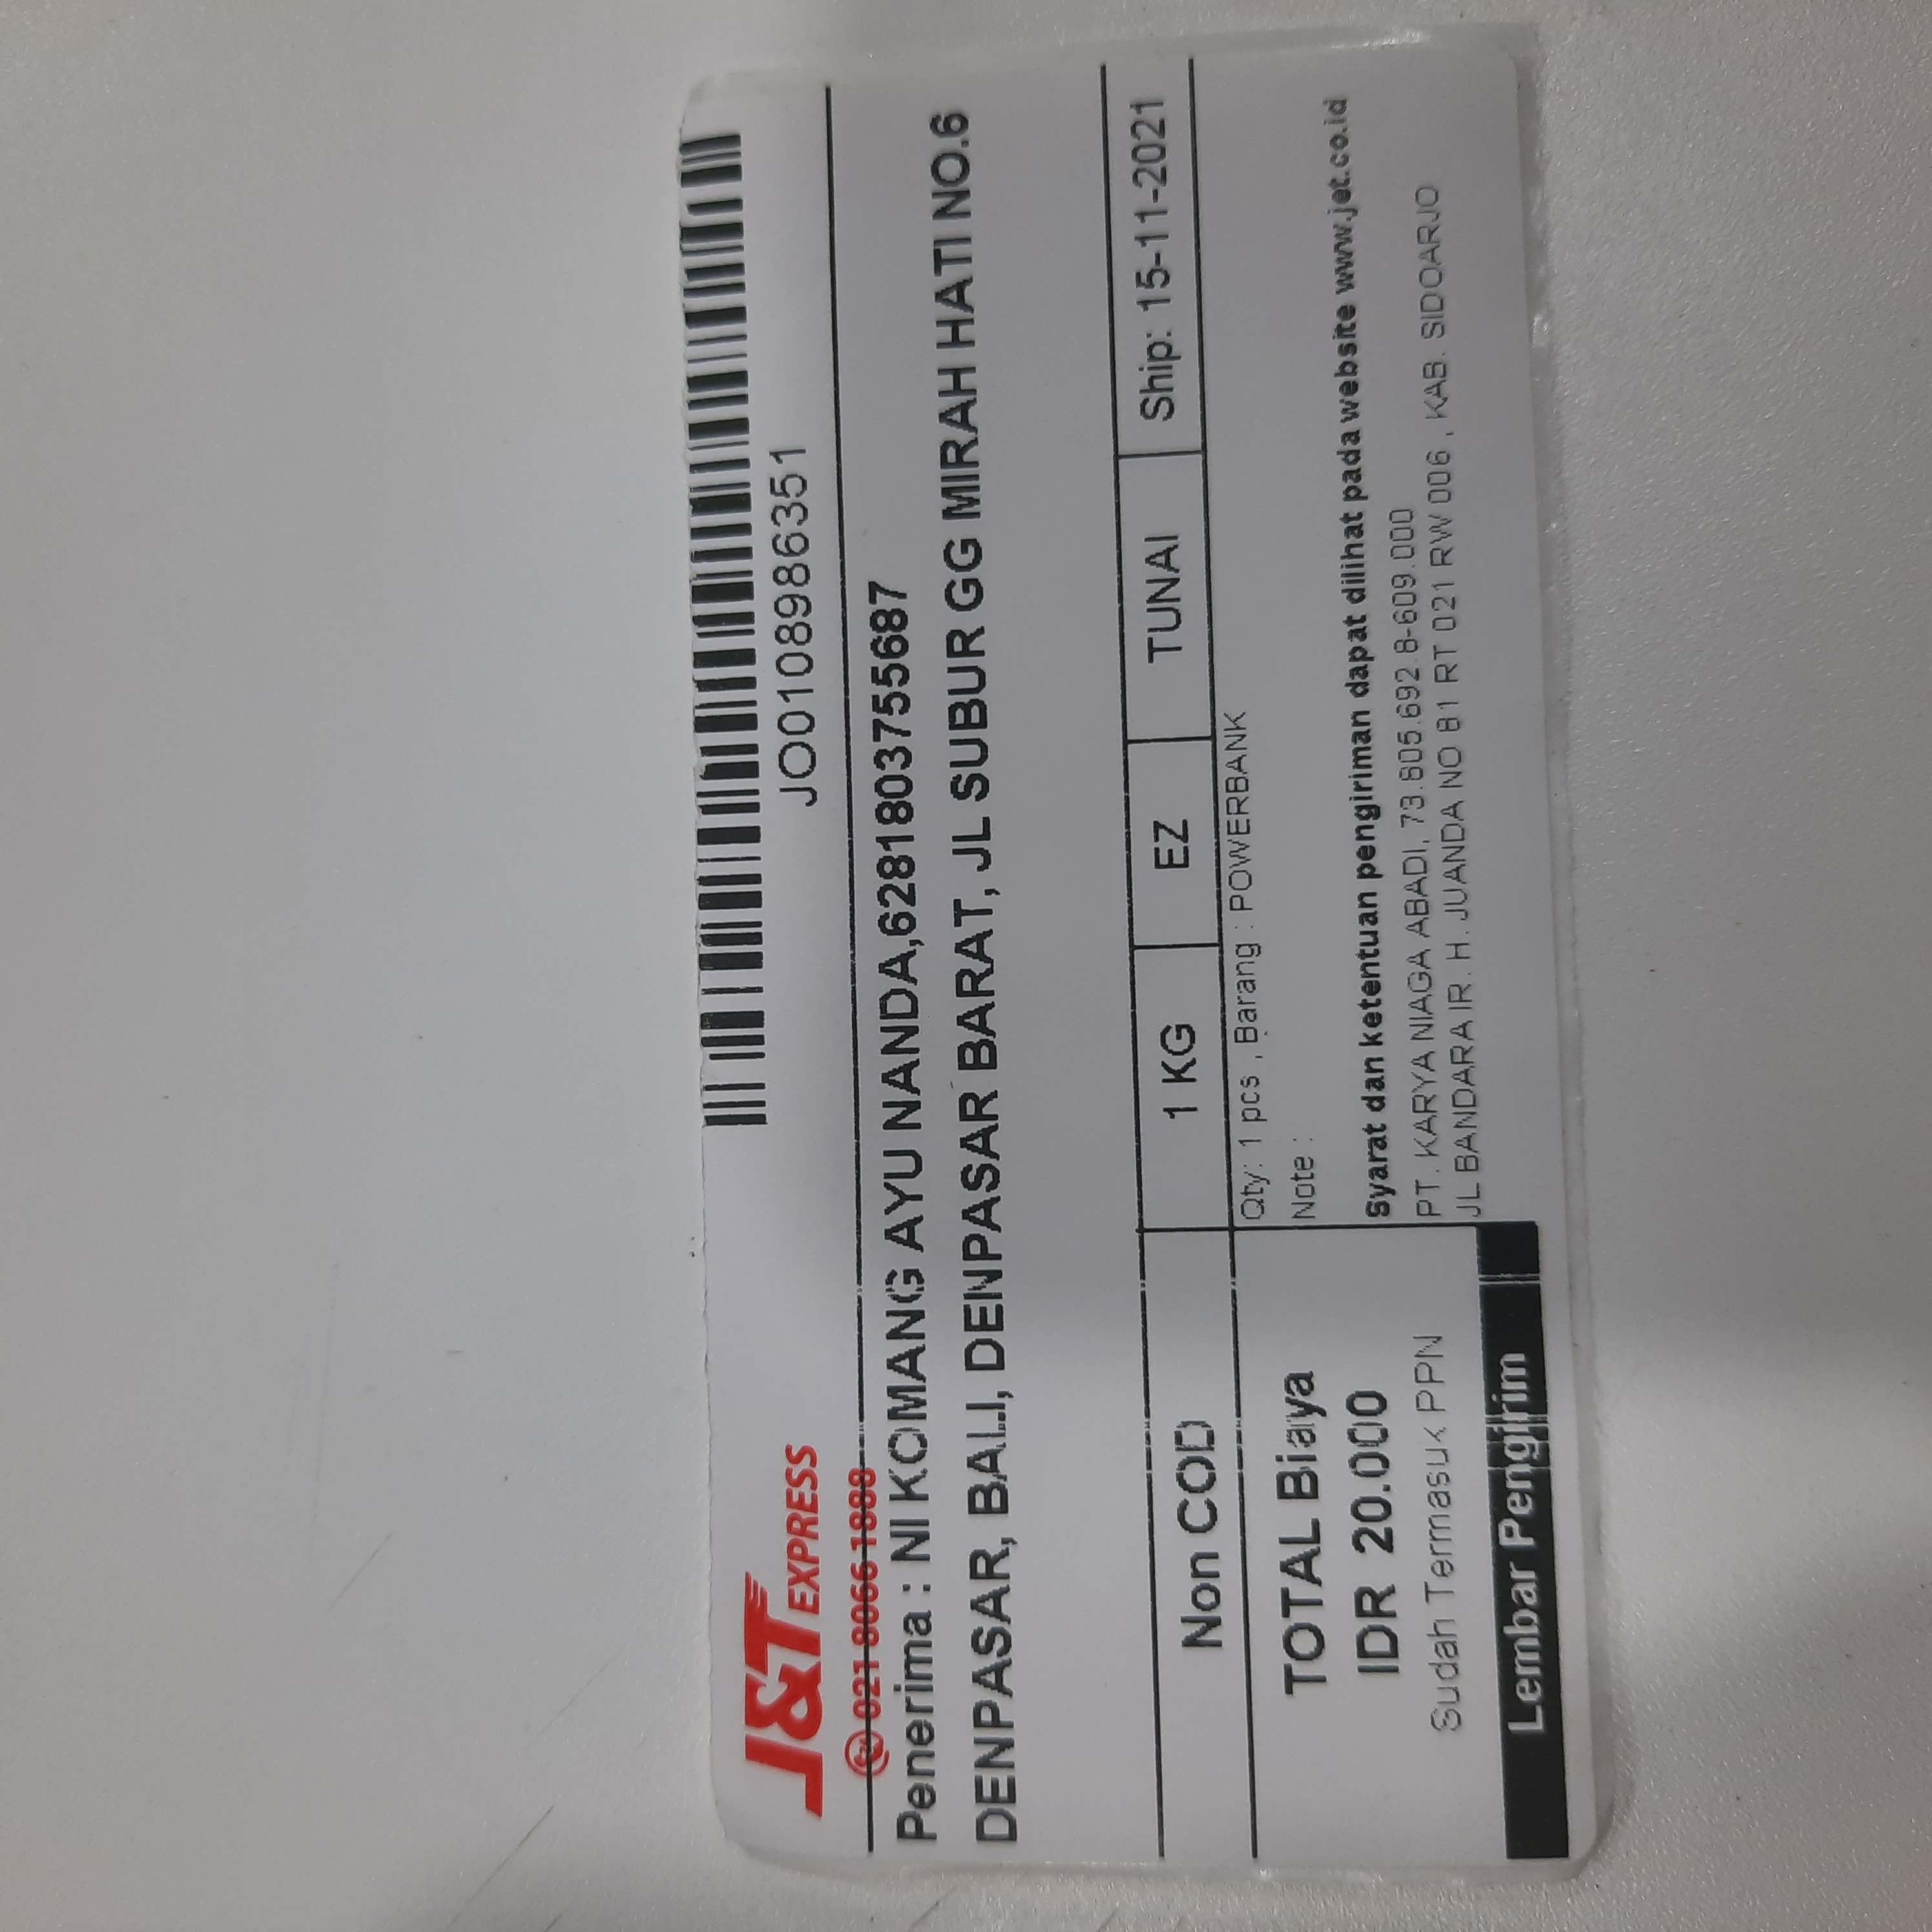 J&T EXPRESS
JO0108986351
021 8066 1888
Penerima : NI KOMANG AYU NANDA,6281803755687
DENPASAR, BALI, DENPASAR BARAT, JL SUBUR GG MIRAH HATI NO.6
Non COD
1 KG
EZ
TUNAI
Ship: 15-11-2021
TOTAL Biaya
IDR 20.000
Sudah Termasuk PPN
Lembar Pengirim
Qty: 1 pcs , Barang : POWERBANK
Note :
Syarat dan ketentuan pengiriman dapat dilihat pada website www.jet.co.id
PT. KARYA NIAGA ABADI, 73.805.692.8-609.000
JL BANDARA IR. H. JUANDA NO 81 RT 021 RW 006 , KAB. SIDOARJO